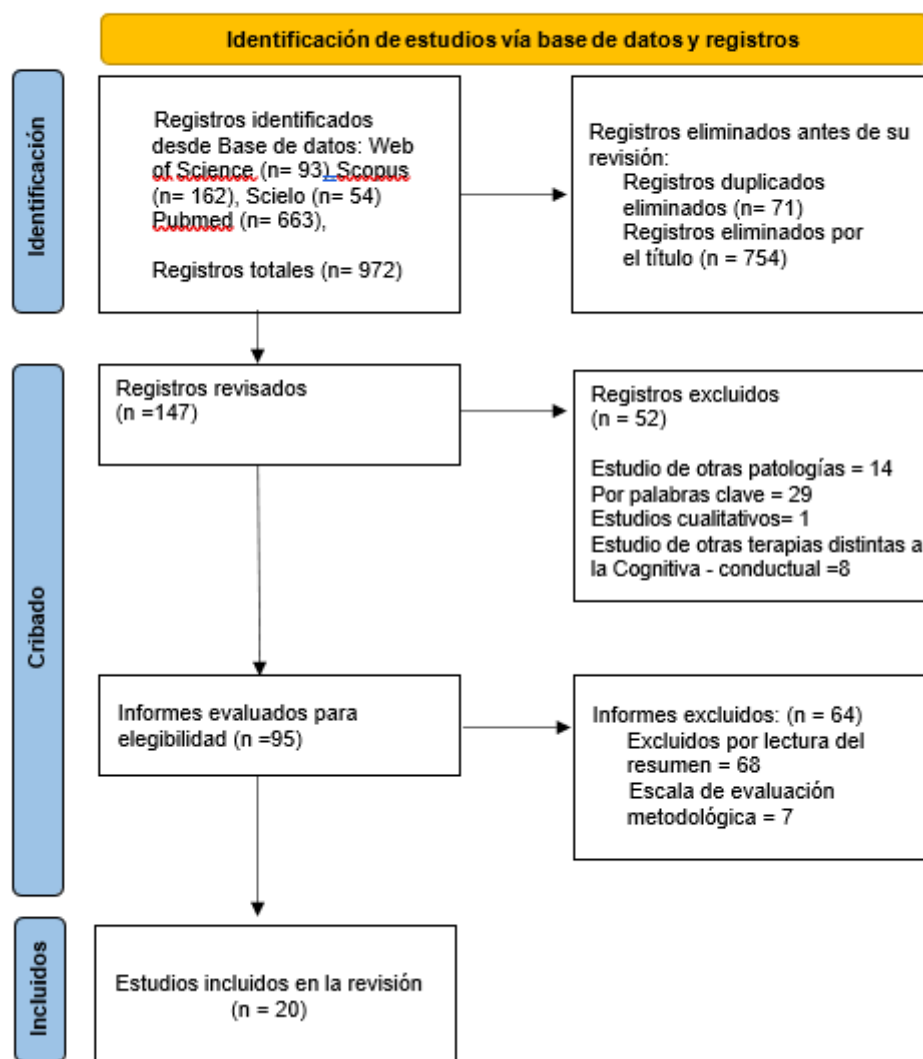 Identificación de estudios vía base de datos y registros
Identificación
Registros identificados
desde Base de datos: Web
of Science (n= 93) Scopus
(n= 162), Scielo (n= 54)
Pubmed (n= 663),
Registros totales (n= 972)
Registros eliminados antes de su
revisión:
Registros duplicados
eliminados (n= 71)
Registros eliminados por
el título (n = 754)
Cribado
Registros revisados
(n =147)
Registros excluidos
(n = 52)
Estudio de otras patologías = 14
Por palabras clave = 29
Estudios cualitativos= 1
Estudio de otras terapias distintas a
la Cognitiva - conductual =8
Informes evaluados para
elegibilidad (n =95)
Informes excluidos: (n = 64)
Excluidos por lectura del
resumen = 68
Escala de evaluación
metodológica = 7
Incluidos
Estudios incluidos en la revisión
(n = 20)